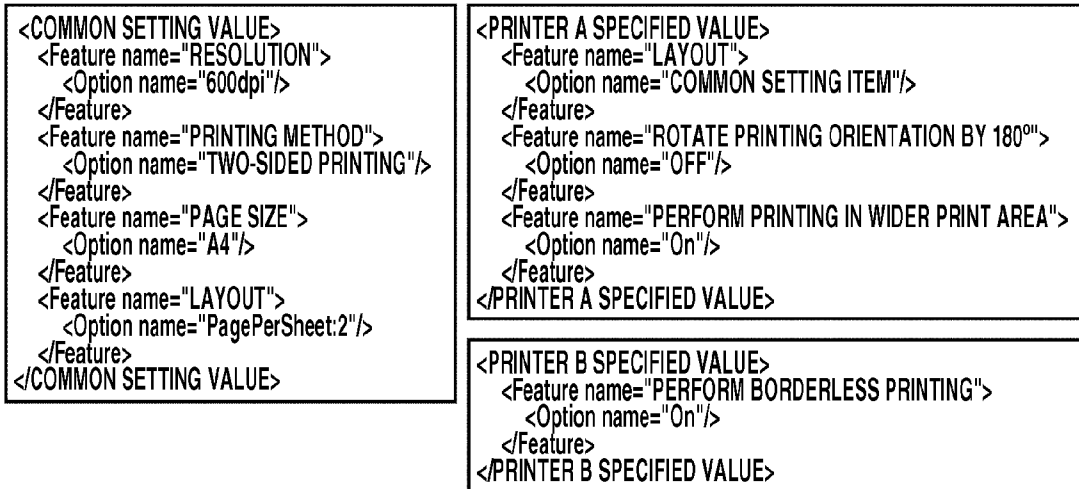 <COMMON SETTING VALUE>
<Feature name="RESOLUTION">
<Option name="600dpi"/>
</Feature>
<Feature name="PRINTING METHOD">
<Option name="TWO-SIDED PRINTING"/>
</Feature>
<Feature name="PAGE SIZE">
<Option name="A4"/>
</Feature>
<Feature name="LAYOUT">
<Option name="PagePerSheet:2"/>
</Feature>
</COMMON SETTING VALUE>
<PRINTER A SPECIFIED VALUE>
<Feature name="LAYOUT">
<Option name="COMMON SETTING ITEM"/>
</Feature>
<Feature name="ROTATE PRINTING ORIENTATION BY 180º">
<Option name="OFF"/>
</Feature>
<Feature name="PERFORM PRINTING IN WIDER PRINT AREA">
<Option name="On"/>
</Feature>
</PRINTER A SPECIFIED VALUE>
<PRINTER B SPECIFIED VALUE>
<Feature name="PERFORM BORDERLESS PRINTING">
<Option name="On"/>
</Feature>
</PRINTER B SPECIFIED VALUE>